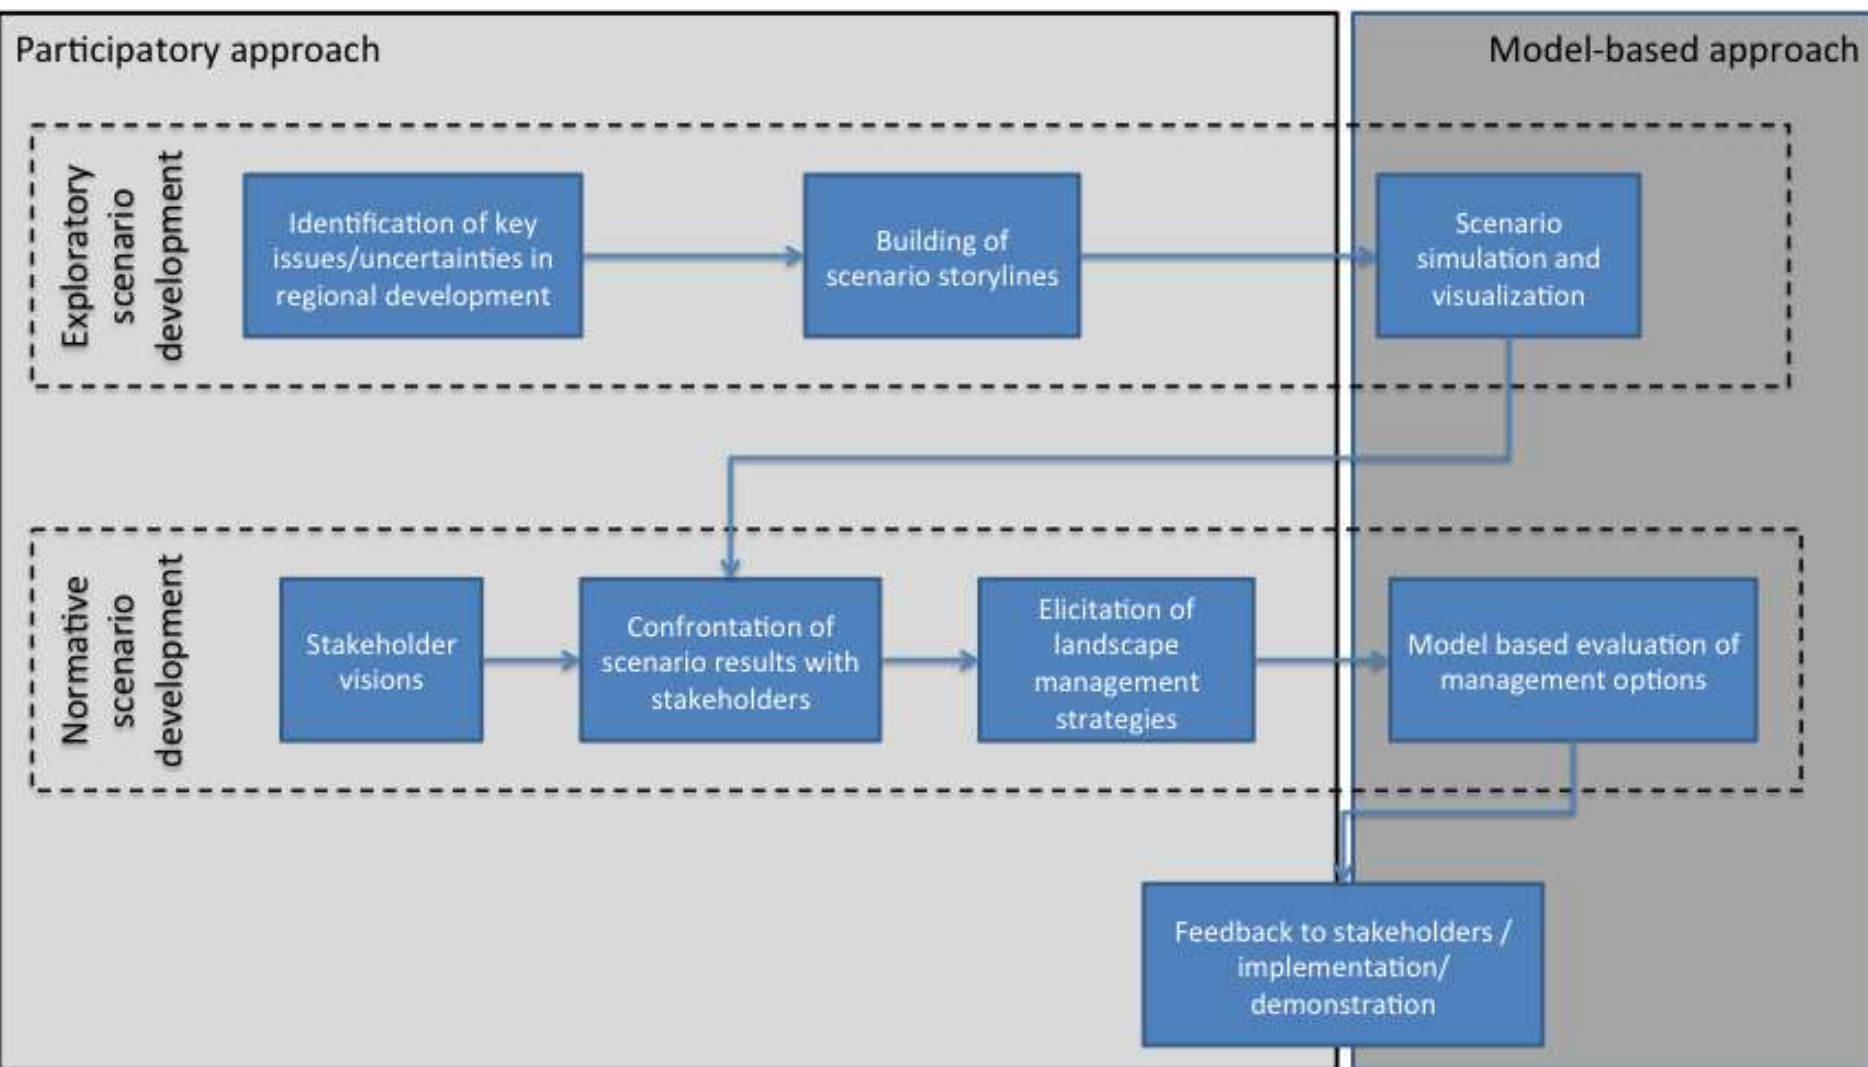 Participatory approach
Model-based approach
Exploratory
scenario
development
Identification of key
issues/uncertainties in
regional development
Building of
scenario storylines
Scenario
simulation and
visualization
Normative
scenario
development
Stakeholder
visions
Confrontation of
scenario results with
stakeholders
Elicitation of
landscape
management
strategies
Model based evaluation of
management options
Feedback to stakeholders /
implementation/
demonstration